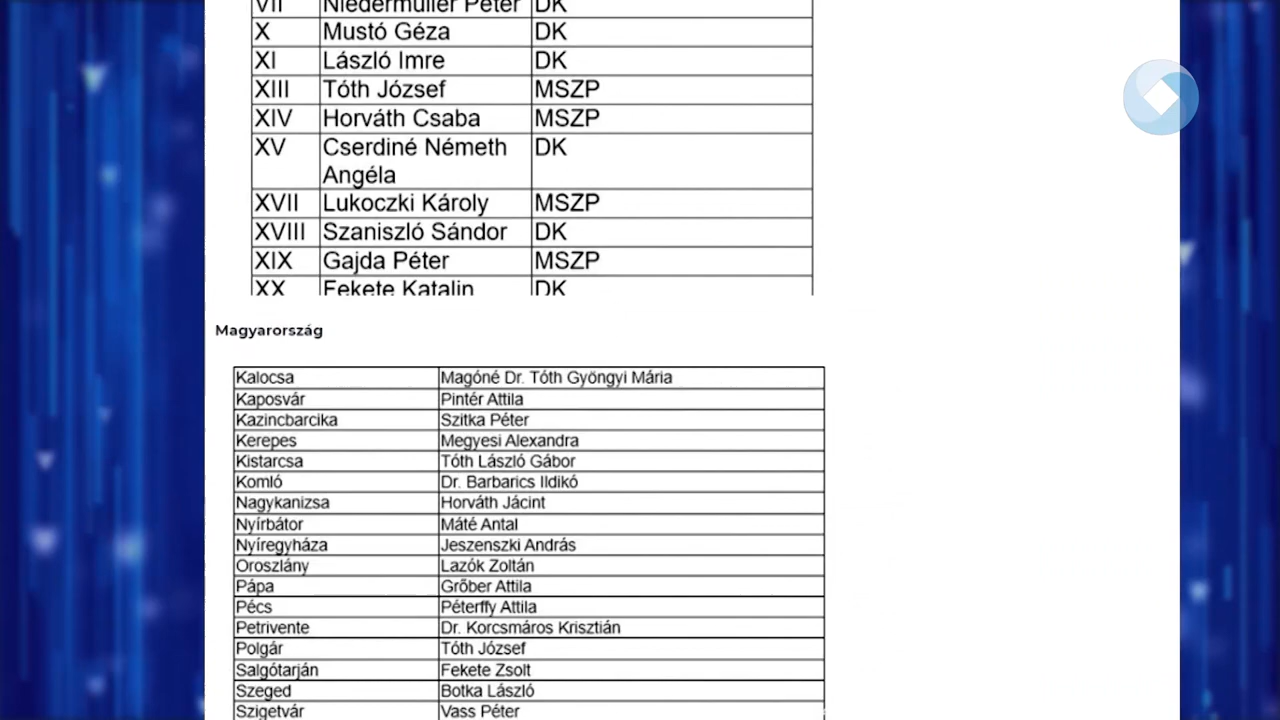 VII Niedermüller Péter DK
X Mustó Géza DK
XI László Imre DK
XIII Tóth József MSZP
XIV Horváth Csaba MSZP
XV Cserdiné Németh DK
Angéla
XVII Lukoczki Károly MSZP
XVIII Szaniszló Sándor DK
XIX Gajda Péter MSZP
XX Fekete Katalin DK
Magyarország
Kalocsa Magóné Dr. Tóth Gyöngyi Mária
Kaposvár Pintér Attila
Kazincbarcika Szitka Péter
Kerepes Megyesi Alexandra
Kistarcsa Tóth László Gábor
Komló Dr. Barbarics Ildikó
Nagykanizsa Horváth Jácint
Nyírbátor Máté Antal
Nyíregyháza Jeszenszki András
Oroszlány Lazók Zoltán
Pápa Grőber Attila
Pécs Péterffy Attila
Petrivente Dr. Korcsmáros Krisztián
Polgár Tóth József
Salgótarján Fekete Zsolt
Szeged Botka László
Szigetvár Vass Péter